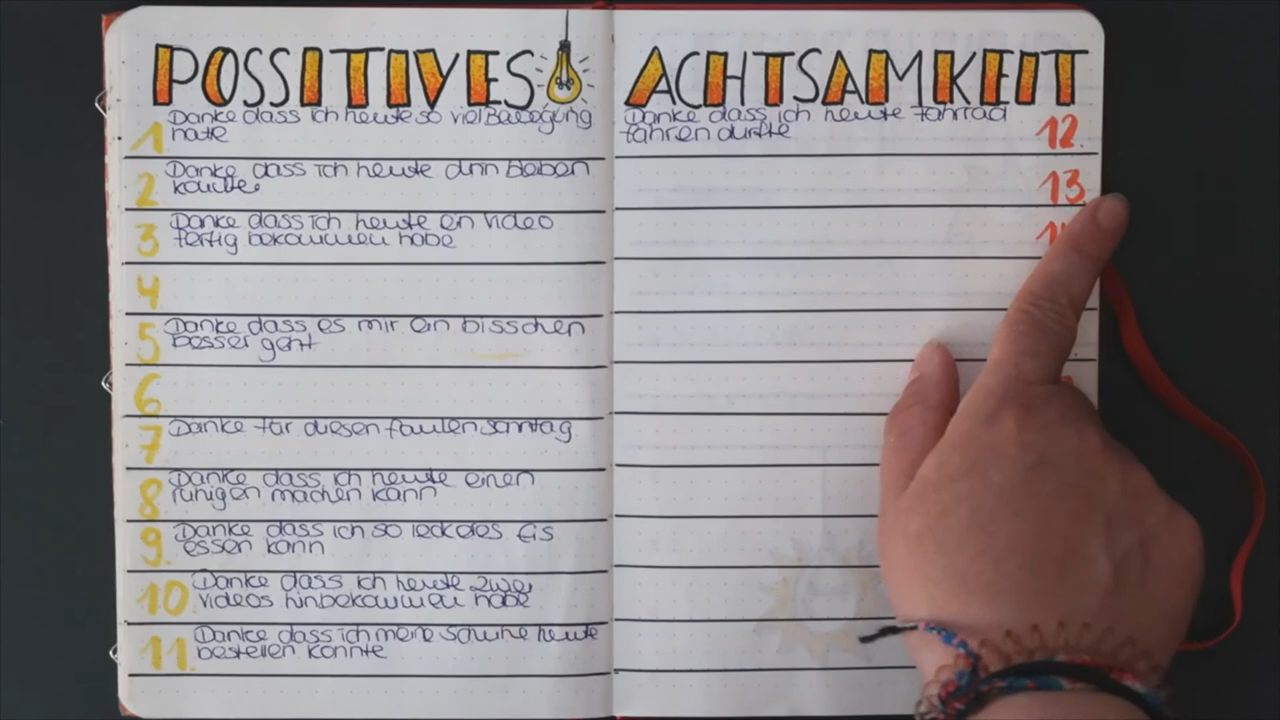 POSSITIVES
1 Danke dass ich heute so viel Bewegung
hatte
2 Danke dass ich heute drin bleiben
konnte.
3 Danke dass ich heute ein Video
fertig bekommen habe
4
5 Danke dass es mir ein bisschen
besser geht
6
7 Danke für diesen faulen sonntag
8 Danke dass ich heute einen
ruhigen machen kann
9. Danke dass ich so leckeres Eis
essen kann
10 Danke dass ich heute zwei
videos hinbekommen habe
11. Danke dass ich meine Schuhe heute
bestellen konnte
ACHTSAMKEIT
Danke dass ich heute fahrrad
fahren durfte 12.
13